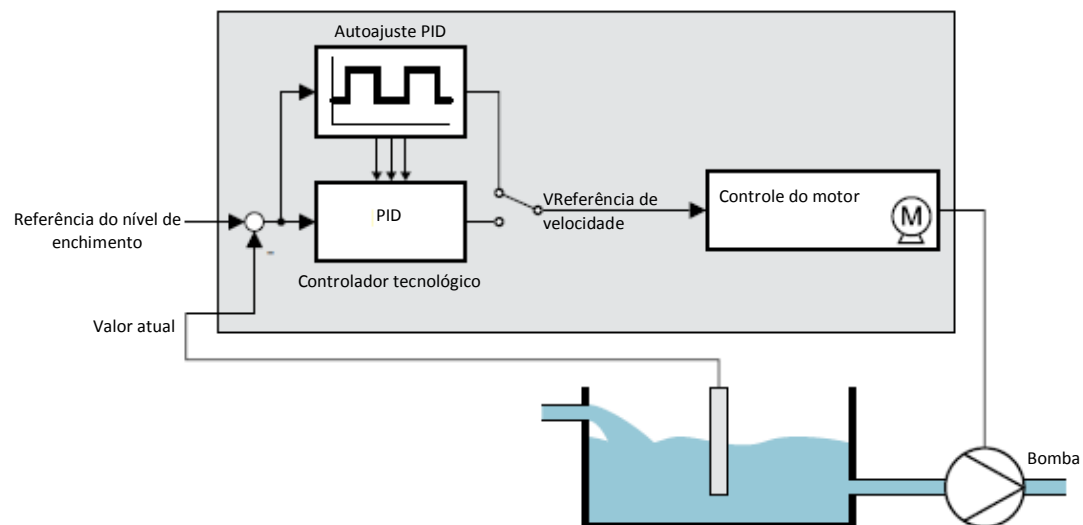 Autoajuste PID
PID
Controlador tecnológico
Referência do nível de
enchimento
-
Valor atual
VReferência de
velocidade
Controle do motor
M
Bomba